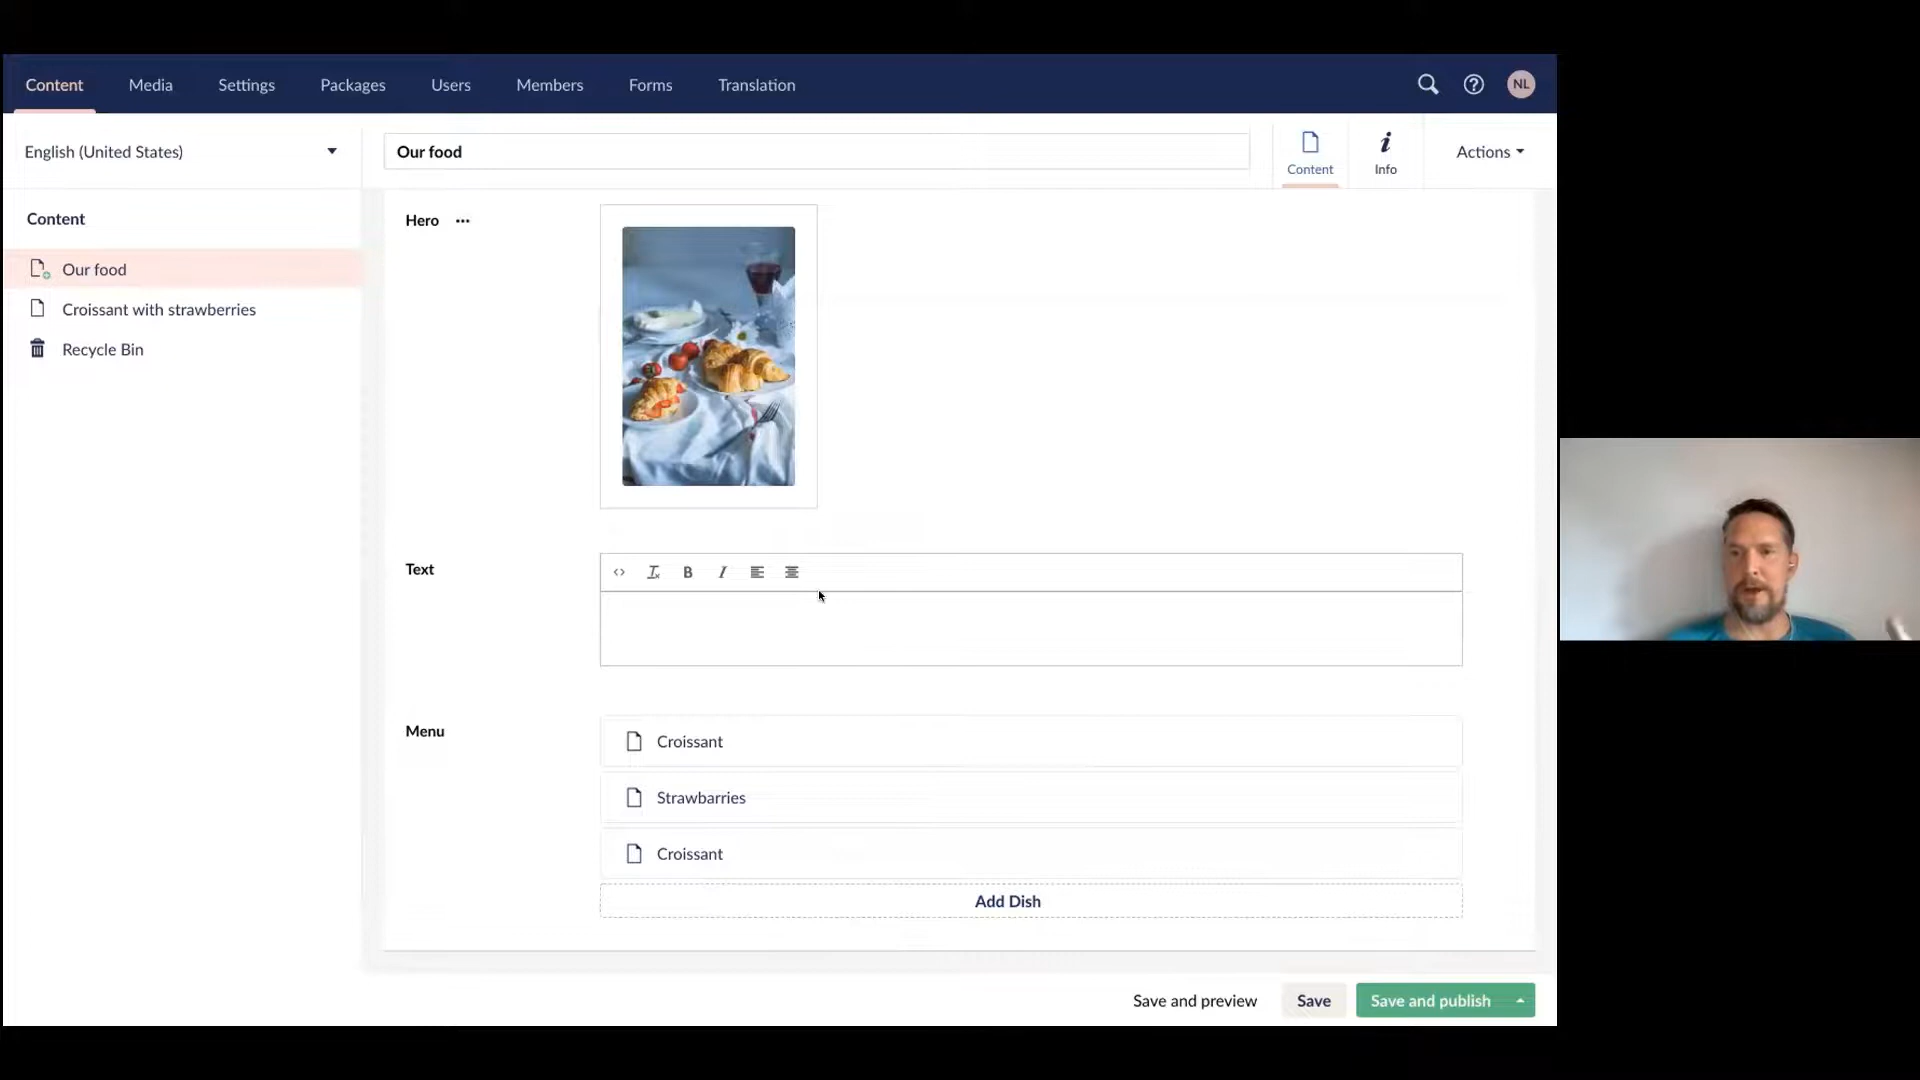 Content Media Settings Packages Users Members Forms Translation NL
English (United States)
Our food
Content
Info
Actions
Content
Our food
Croissant with strawberries
Recycle Bin
Hero
Text
B I
Menu
Croissant
Strawbarries
Croissant
Add Dish
Save and preview
Save
Save and publish